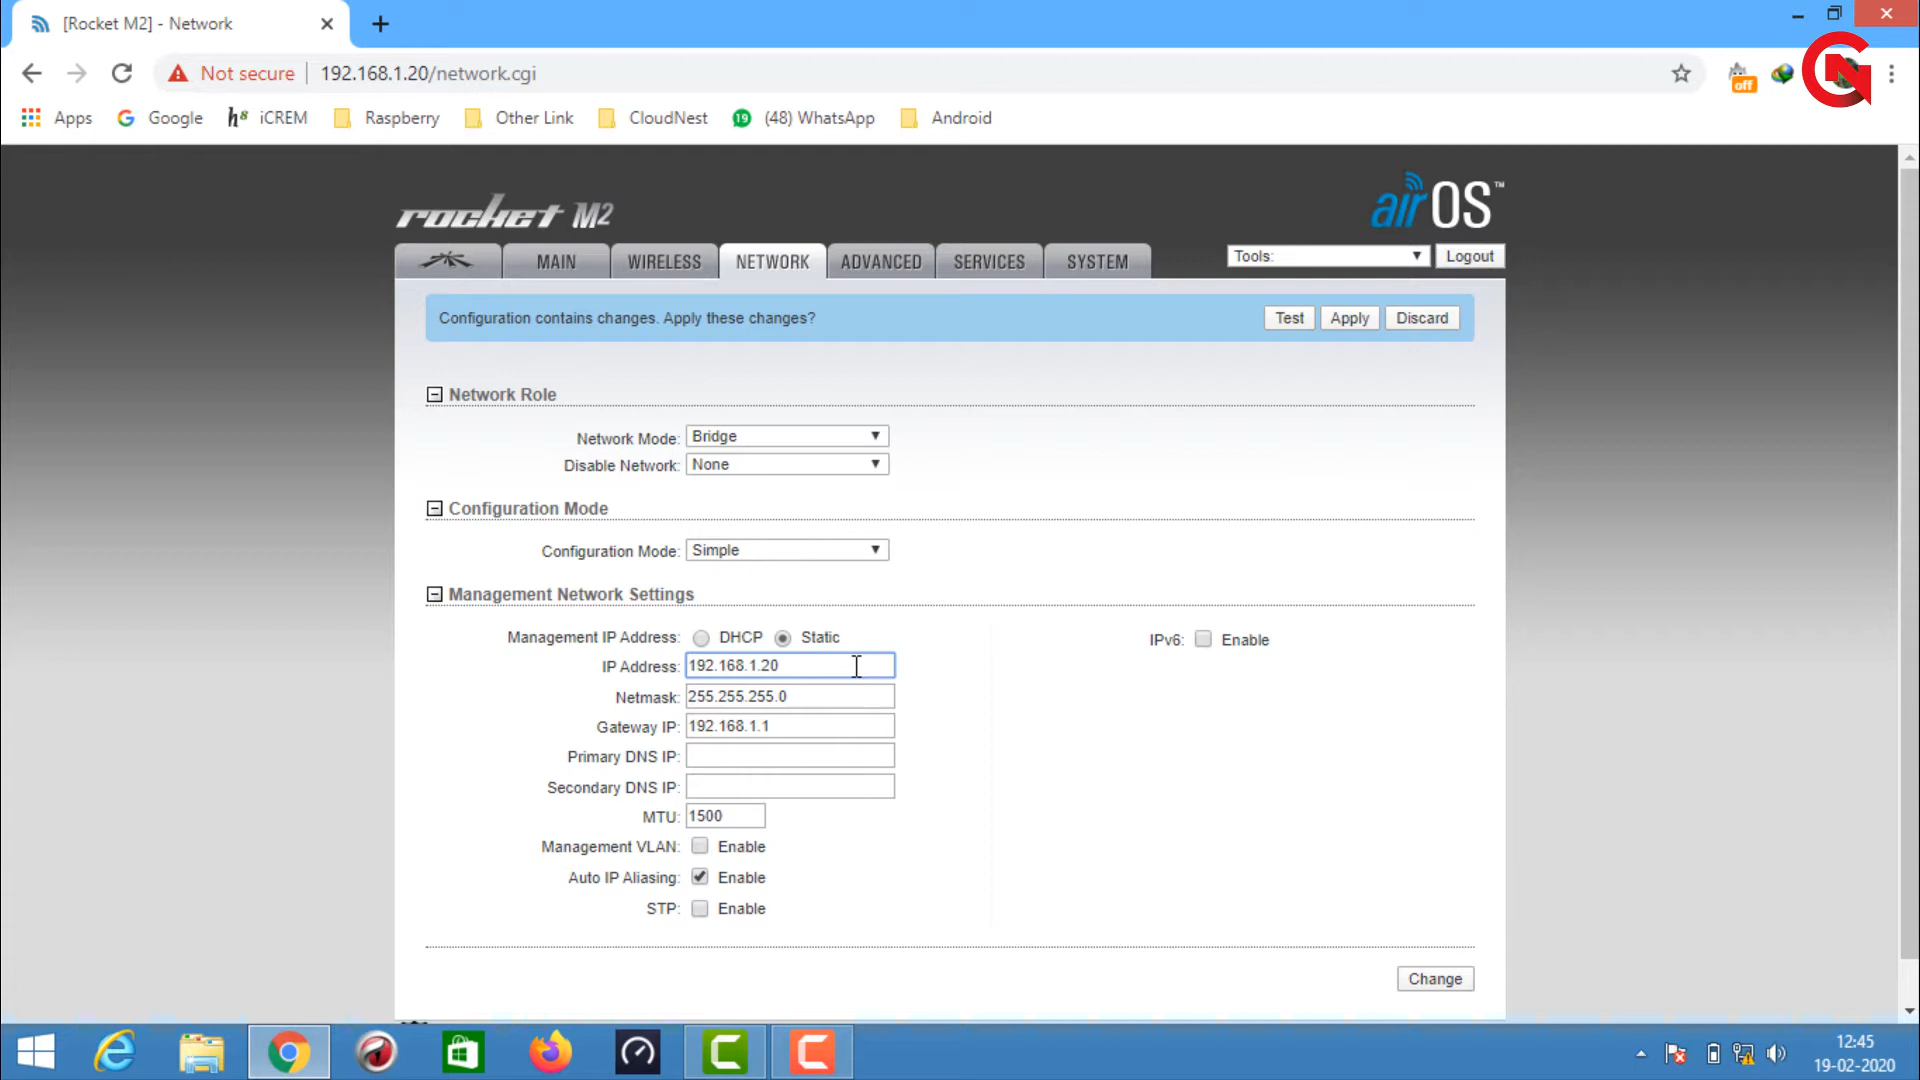 [Rocket M2] - Network
Not secure 192.168.1.20/network.cgi
off
Apps Google h8 iCREM Raspberry Other Link CloudNest 19 (48) WhatsApp Android
rocket M2
airOS™
MAIN WIRELESS NETWORK ADVANCED SERVICES SYSTEM Tools: Logout
Configuration contains changes. Apply these changes? Test Apply Discard
Network Role
Network Mode: Bridge
Disable Network: None
Configuration Mode
Configuration Mode: Simple
Management Network Settings
Management IP Address: DHCP Static IPv6: Enable
IP Address: 192.168.1.20
Netmask: 255.255.255.0
Gateway IP: 192.168.1.1
Primary DNS IP:
Secondary DNS IP:
MTU: 1500
Management VLAN: Enable
Auto IP Aliasing: Enable
STP: Enable
Change
12:45
19-02-2020